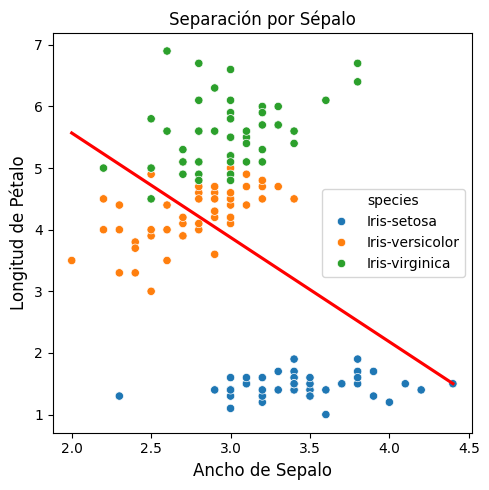 Separación por Sépalo
7
6
5
4
3
2
1
Longitud de Pétalo
species
Iris-setosa
Iris-versicolor
Iris-virginica
2.0 2.5 3.0 3.5 4.0 4.5
Ancho de Sepalo